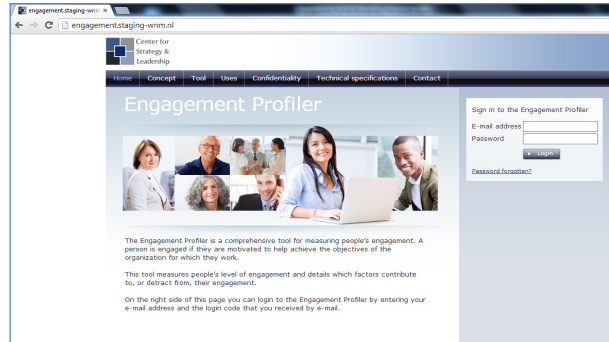 engagement.staging-wnm
engagement.staging-wnm.nl
Center for
Strategy &
Leadership
Home Concept Tool Uses Confidentiality Technical specifications Contact
Engagement Profiler
Sign in to the Engagement Profiler
E-mail address
Password
Login
Password forgotten?
The Engagement Profiler is a comprehensive tool for measuring people's engagement. A
person is engaged if they are motivated to help achieve the objectives of the
organization for which they work.
This tool measures people's level of engagement and details which factors contribute
to, or detract from, their engagement.
On the right side of this page you can login to the Engagement Profiler by entering your
e-mail address and the login code that you received by e-mail.